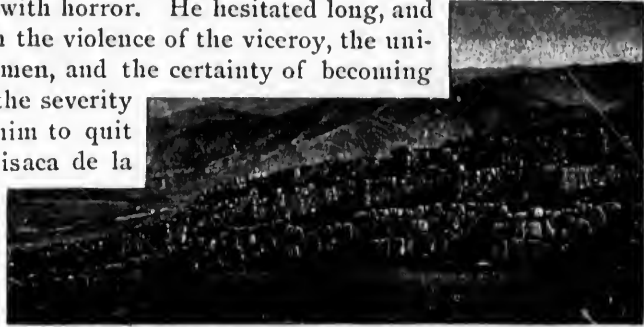 with horror. He hesitated long, and
the violence of the viceroy, the uni-
men, and the certainty of becoming
the severity
him to quit
isaca de la